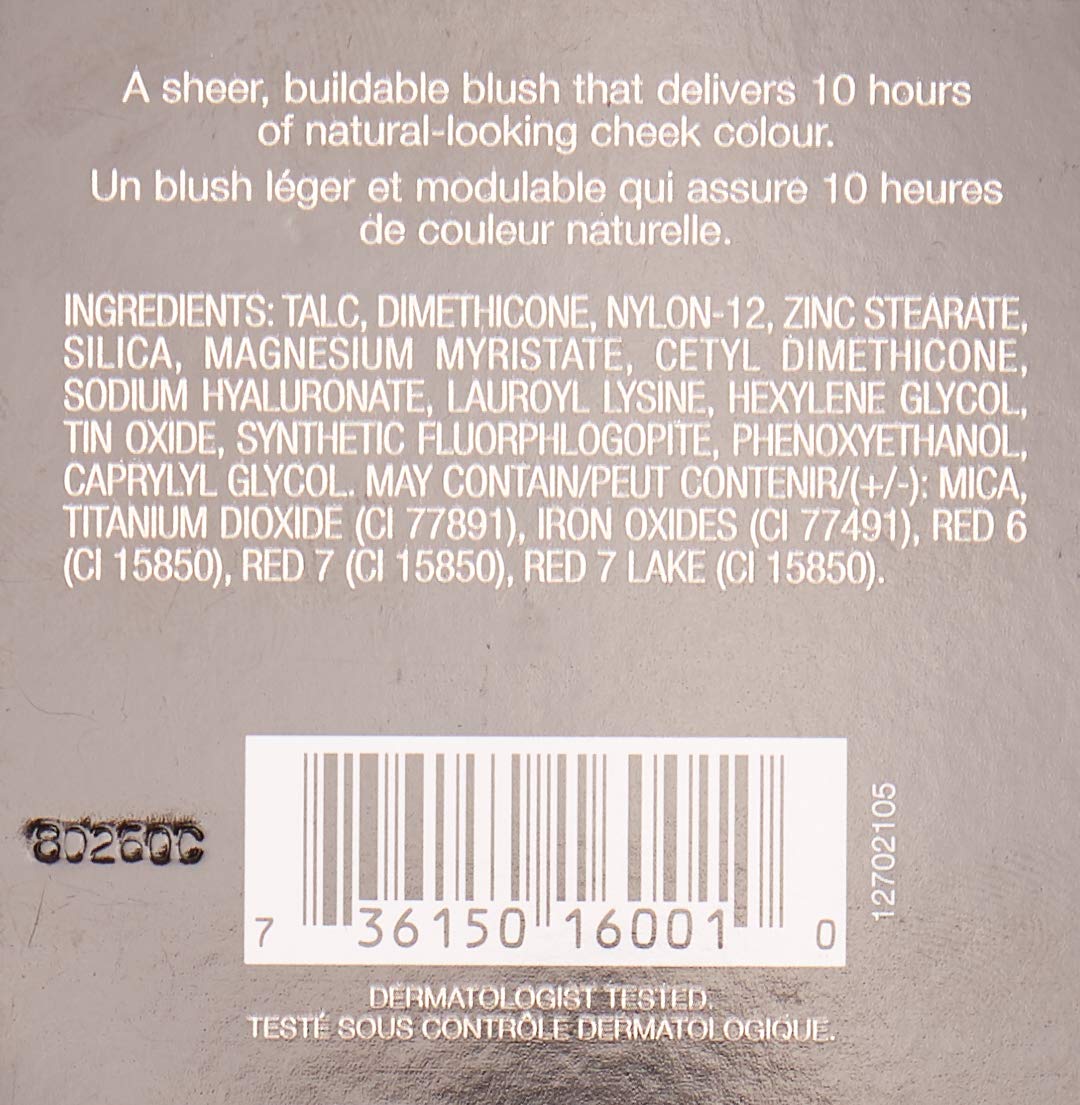 A sheer, buildable blush that delivers 10 hours
of natural-looking cheek colour.
Un blush léger et modulable qui assure 10 heures
de couleur naturelle.
INGREDIENTS: TALC, DIMETHICONE, NYLON-12, ZINC STEARATE,
SILICA, MAGNESIUM MYRISTATE, CETYL DIMETHICONE,
SODIUM HYALURONATE, LAUROYL LYSINE, HEXYLENE GLYCOL,
TIN OXIDE, SYNTHETIC FLUORPHLOGOPITE, PHENOXYETHANOL,
CAPRYLYL GLYCOL. MAY CONTAIN/PEUT CONTENIR/(+/-): MICA,
TITANIUM DIOXIDE (CI 77891), IRON OXIDES (CI 77491), RED 6
(CI 15850), RED 7 (CI 15850), RED 7 LAKE (CI 15850).
80260C
7 36150 16001 0
12702105
DERMATOLOGIST TESTED.
TESTÉ SOUS CONTRÔLE DERMATOLOGIQUE.